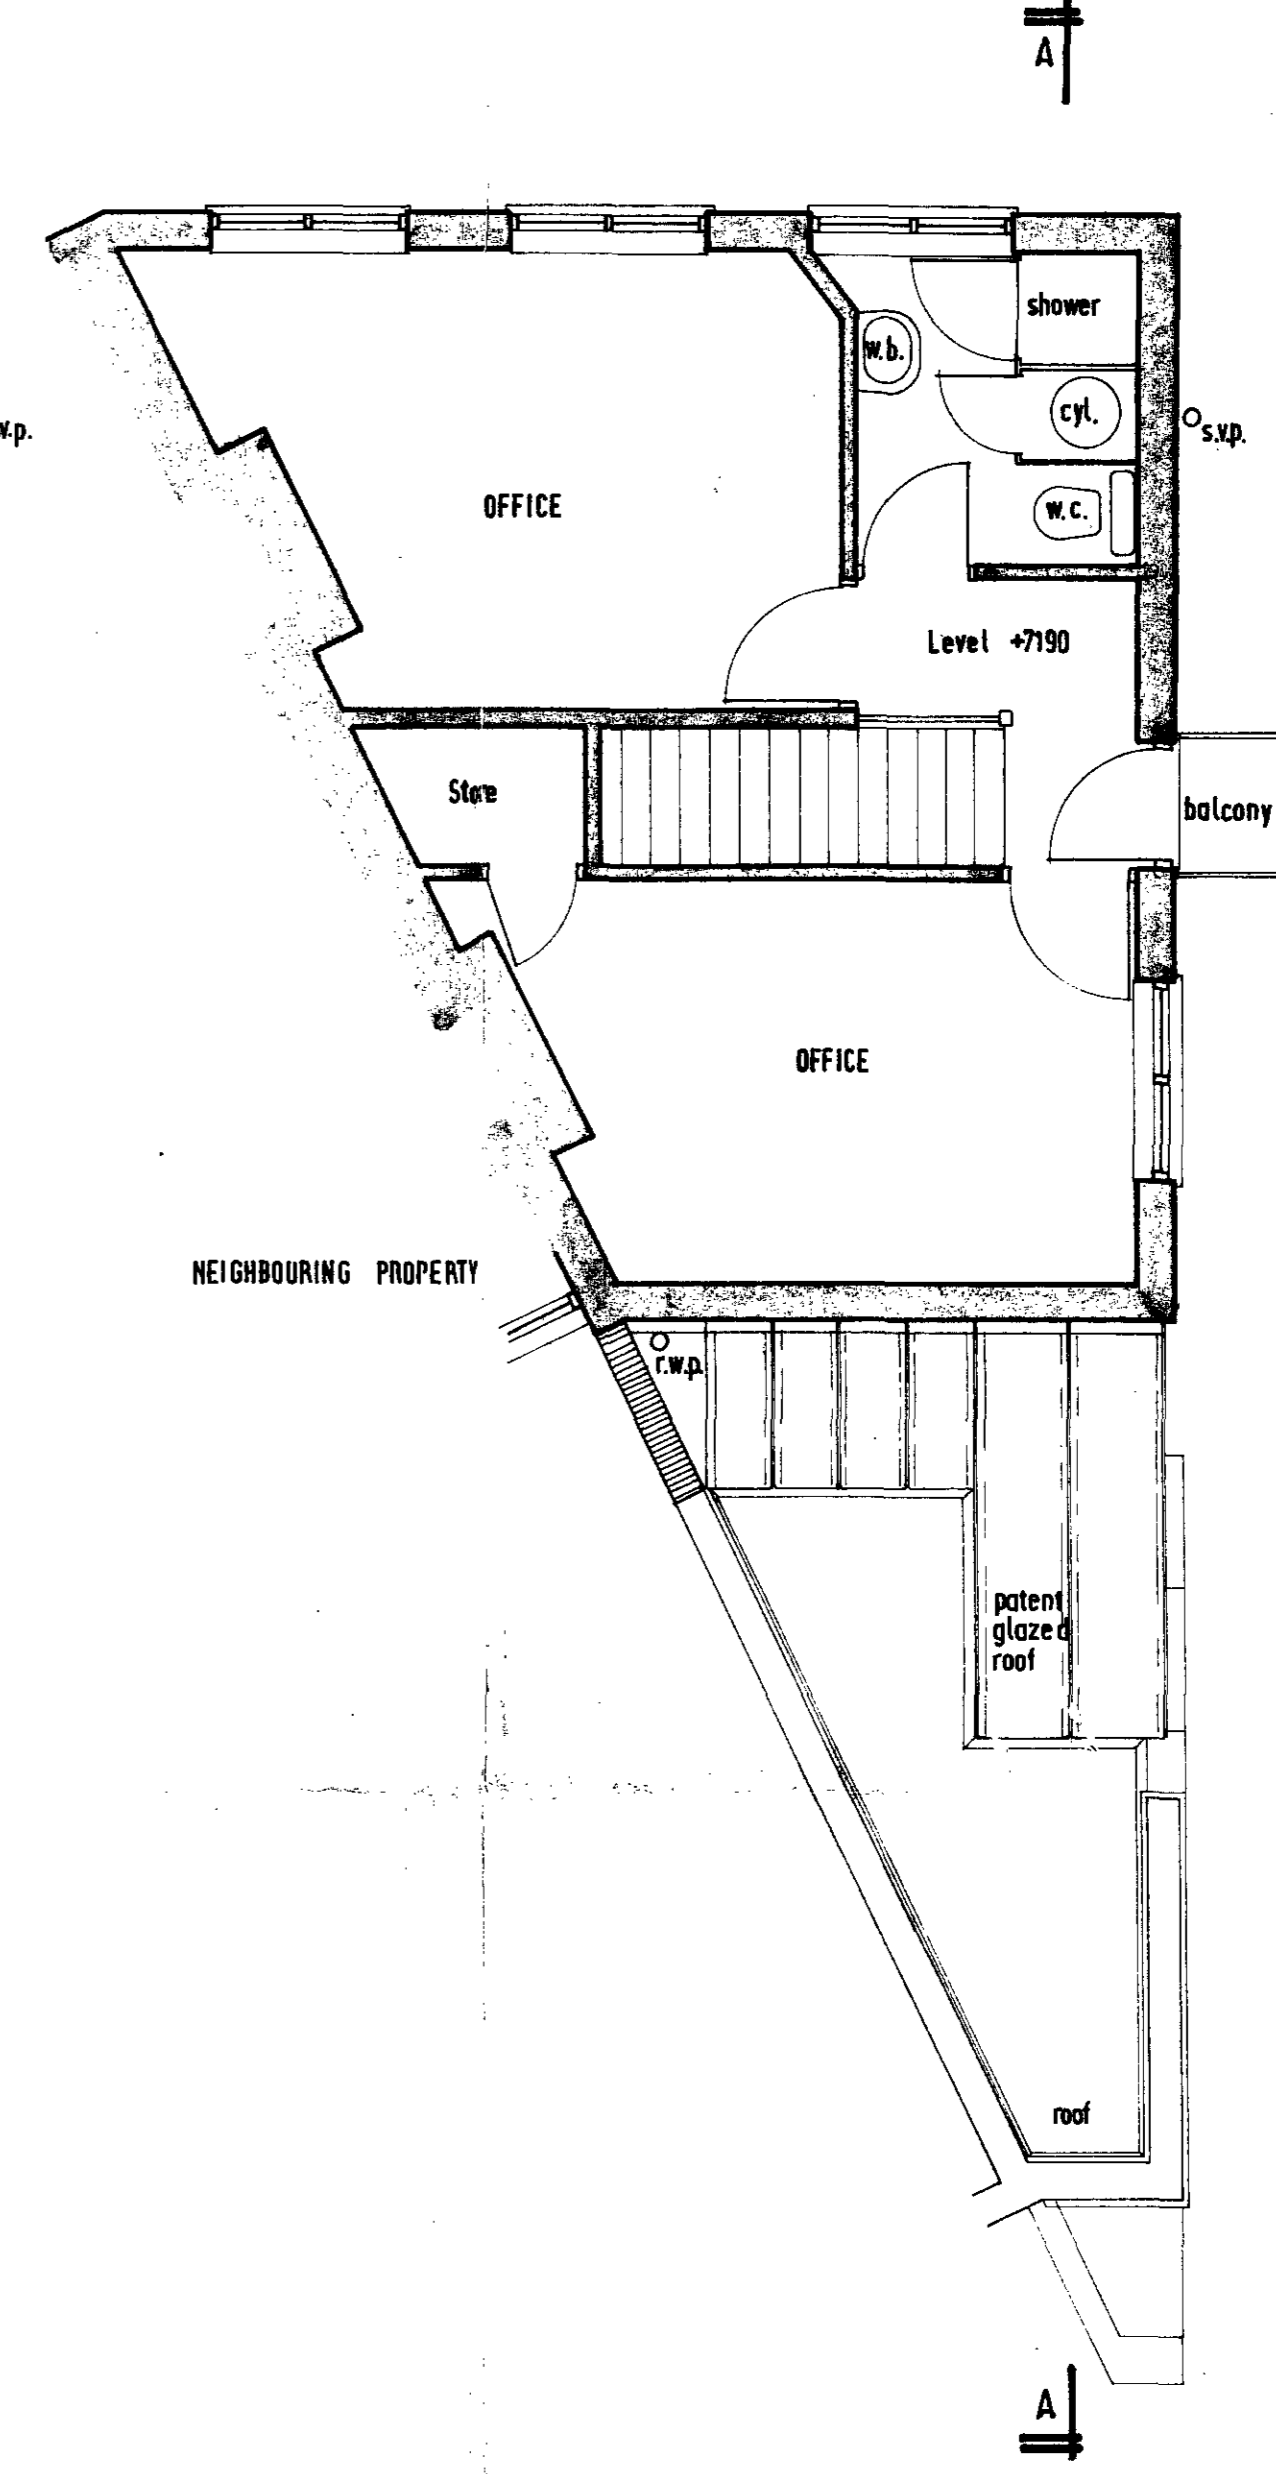 A
shower
w.b.
cyl.
v.p.
s.v.p.
OFFICE
w.c.
Level +7190
Store
balcony
OFFICE
NEIGHBOURING PROPERTY
r.w.p.
patent
glazed
roof
roof
A